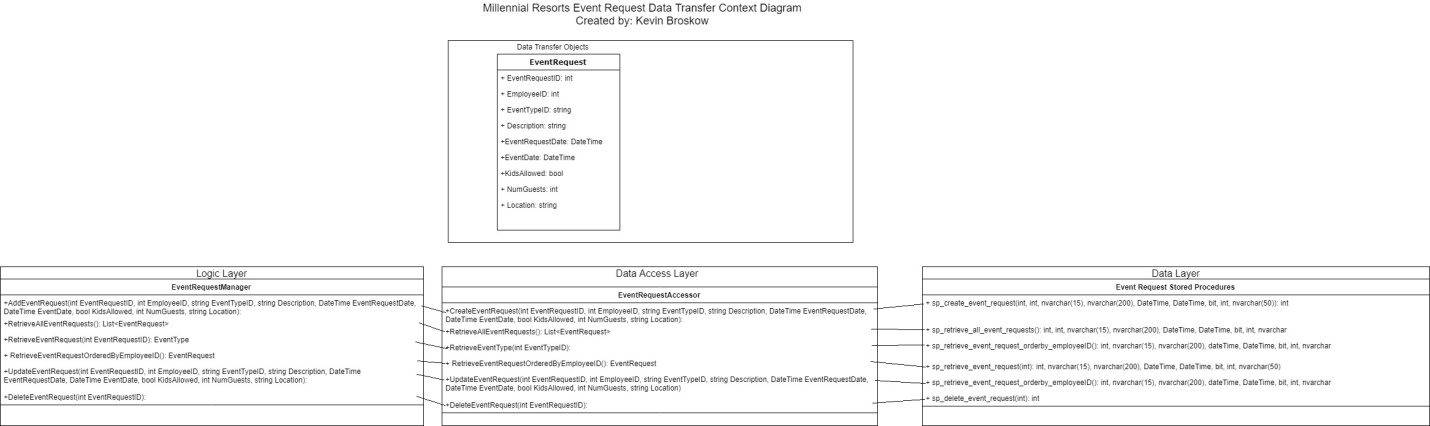 Millennial Resorts Event Request Data Transfer Context Diagram
Created by: Kevin Broskow
Data Transfer Objects
EventRequest
+ EventRequestID: int
+ EmployeeID: int
+ EventTypeID: string
+ Description: string
+EventRequestDate: DateTime
+EventDate: DateTime
+KidsAllowed: bool
+ NumGuests: int
+ Location: string
Logic Layer
EventRequestManager
+AddEventRequest(int EventRequestID, int EmployeeID, string EventTypeID, string Description, DateTime EventRequestDate,
DateTime EventDate, bool KidsAllowed, int NumGuests, string Location):
+RetrieveAllEventRequests(): List<EventRequest>
+RetrieveEventRequest(int EventRequestID): EventType
+ RetrieveEventRequestOrderedByEmployeeID(): EventRequest
+UpdateEventRequest(int EventRequestID, int EmployeeID, string EventTypeID, string Description, DateTime
EventRequestDate, DateTime EventDate, bool KidsAllowed, int NumGuests, string Location):
+DeleteEventRequest(int EventRequestID):
Data Access Layer
EventRequestAccessor
+CreateEventRequest(int EventRequestID, int EmployeeID, string EventTypeID, string Description, DateTime EventRequestDate,
DateTime EventDate, bool KidsAllowed, int NumGuests, string Location):
+RetrieveAllEventRequests(): List<EventRequest>
+RetrieveEventType(int EventTypeID):
+ RetrieveEventRequestOrderedByEmployeeID(): EventRequest
+UpdateEventRequest(int EventRequestID, int EmployeeID, string EventTypeID, string Description, DateTime EventRequestDate,
DateTime EventDate, bool KidsAllowed, int NumGuests, string Location)
+DeleteEventRequest(int EventRequestID):
Data Layer
Event Request Stored Procedures
+ sp_create_event_request(int, int, nvarchar(15), nvarchar(200), DateTime, DateTime, bit, int, nvarchar(50)): int
+ sp_retrieve_all_event_requests(): int, int, nvarchar(15), nvarchar(200), DateTime, DateTime, bit, int, nvarchar
+ sp_retrieve_event_request_orderby_employeeID(): int, nvarchar(15), nvarchar(200), dateTime, DateTime, bit, int, nvarchar
+ sp_retrieve_event_request(int): int, nvarchar(15), nvarchar(200), DateTime, DateTime, bit, int, nvarchar(50)
+ sp_retrieve_event_request_orderby_employeeID(): int, nvarchar(15), nvarchar(200), dateTime, DateTime, bit, int, nvarchar
+ sp_delete_event_request(int): int